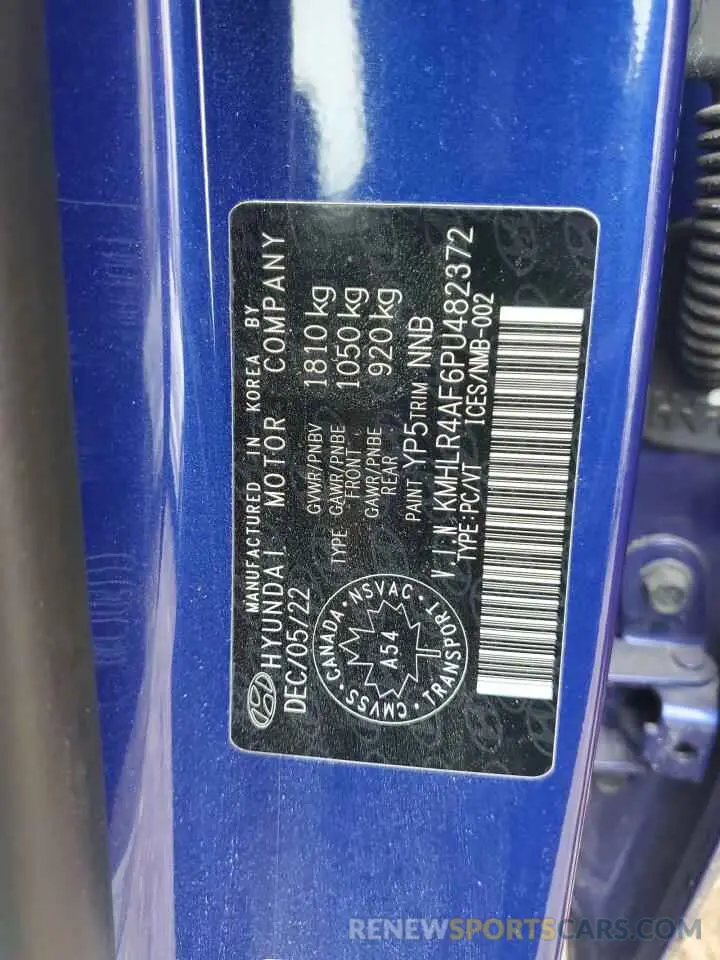 MANUFACTURED IN KOREA BY
HYUNDAI MOTOR COMPANY
DEC/05/22
GVWR/PNBV 1810 kg
TYPE GAWR/PNBE FRONT 1050 kg
GAWR/PNBE REAR 920 kg
PAINT YP5 TRIM NNB
V.I.N KMHLR4AF6PU482372
TYPE:PC/VT ICES/NMB-002
CANADA · NSVAC · TRANSPORT · CMVSS ·
A54
RENEWSPORTSCARS.COM